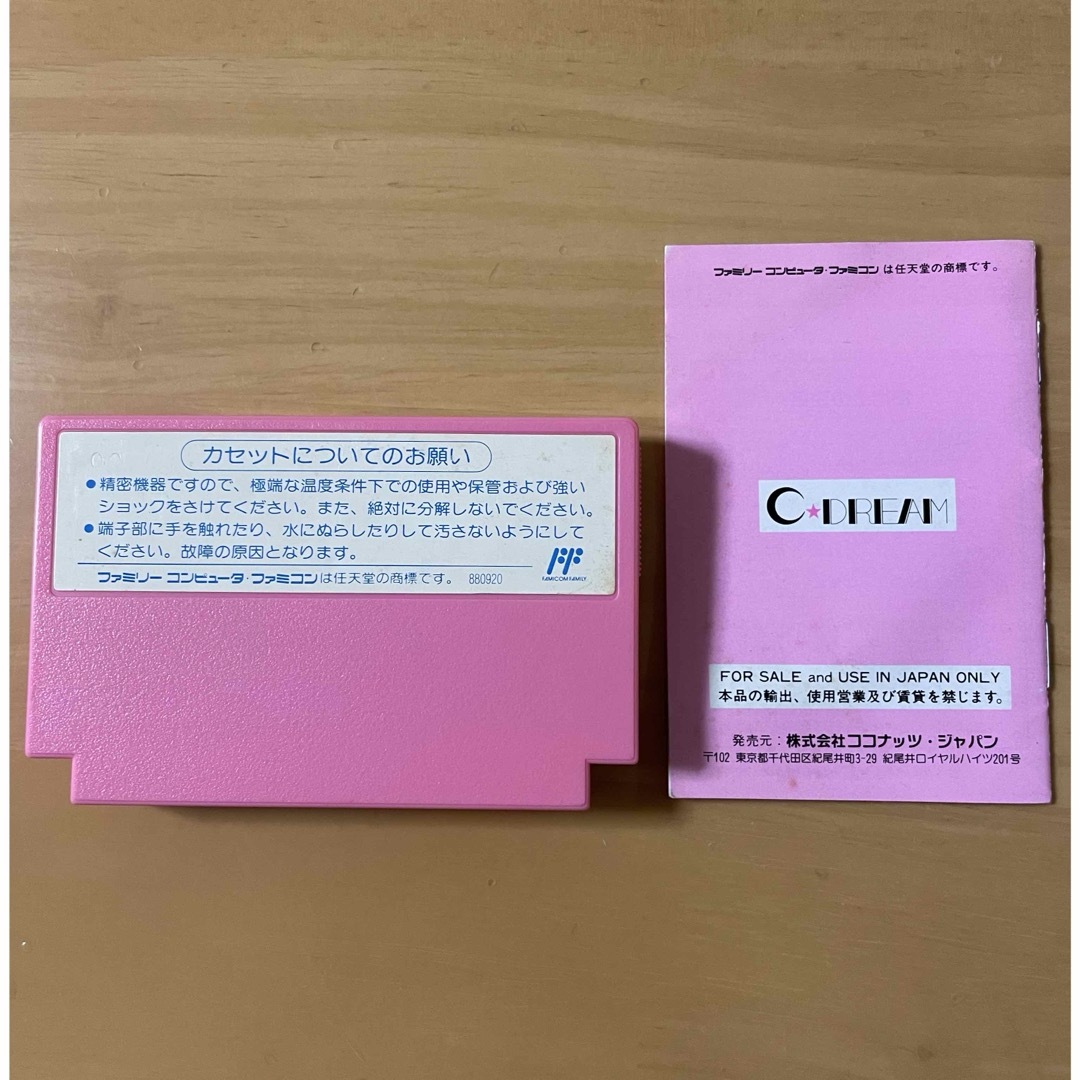 カセットについてのお願い
●精密機器ですので、極端な温度条件下での使用や保管および強い
ショックをさけてください。また、絶対に分解しないでください。
●端子部に手を触れたり、水にぬらしたりして汚さないようにして
ください。故障の原因となります。
FAMICOM FAMILY
ファミリー コンピュータ・ファミコンは任天堂の商標です。 880920
ファミリー コンピュータ・ファミコン は任天堂の商標です。
C★DREAM
FOR SALE and USE IN JAPAN ONLY
本品の輸出、使用営業及び賃貸を禁じます。
発売元：株式会社ココナッツ・ジャパン
〒102 東京都千代田区紀尾井町3-29 紀尾井ロイヤルハイツ201号